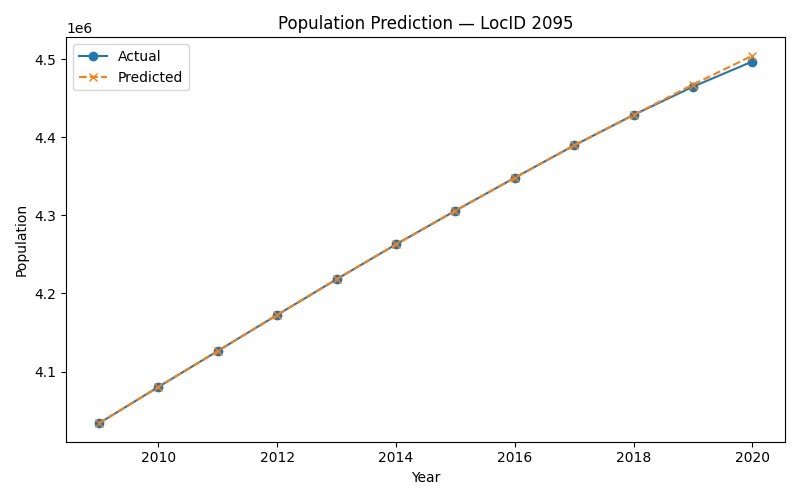 Population Prediction — LocID 2095
1e6
Actual
Predicted
4.5
4.4
4.3
4.2
4.1
Population
2010 2012 2014 2016 2018 2020
Year